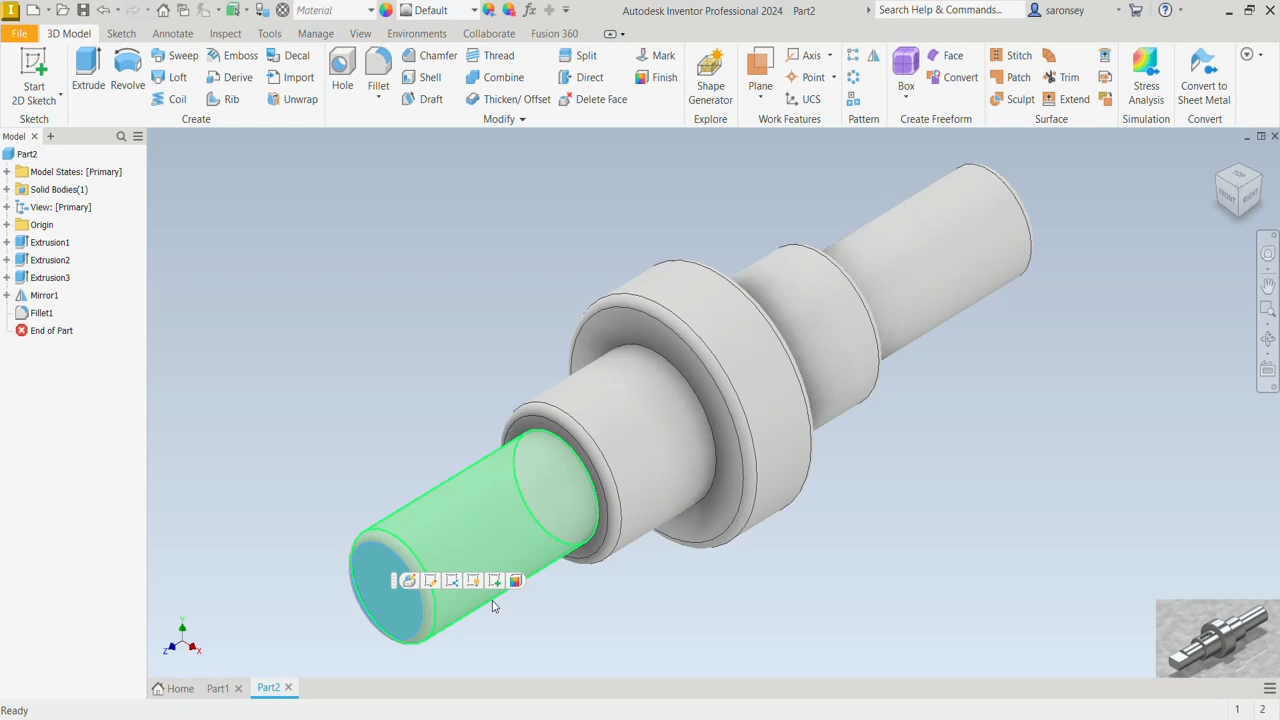 Material Default Autodesk Inventor Professional 2024 Part2 Search Help & Commands... saronsey
File 3D Model Sketch Annotate Inspect Tools Manage View Environments Collaborate Fusion 360
Start 2D Sketch
Extrude
Revolve
Sweep Emboss Decal
Loft Derive Import
Coil Rib Unwrap
Hole
Fillet
Chamfer Thread Split Mark
Shell Combine Direct Finish
Draft Thicken/ Offset Delete Face
Shape Generator
Plane
Axis
Point
UCS
Box
Face
Convert
Stitch
Patch Trim
Sculpt Extend
Stress Analysis
Convert to Sheet Metal
Sketch Create Modify Explore Work Features Pattern Create Freeform Surface Simulation Convert
Model
Part2
Model States: [Primary]
Solid Bodies(1)
View: [Primary]
Origin
Extrusion1
Extrusion2
Extrusion3
Mirror1
Fillet1
End of Part
TOP
FRONT RIGHT
Y
Z X
Home Part1 Part2
Ready 1 2